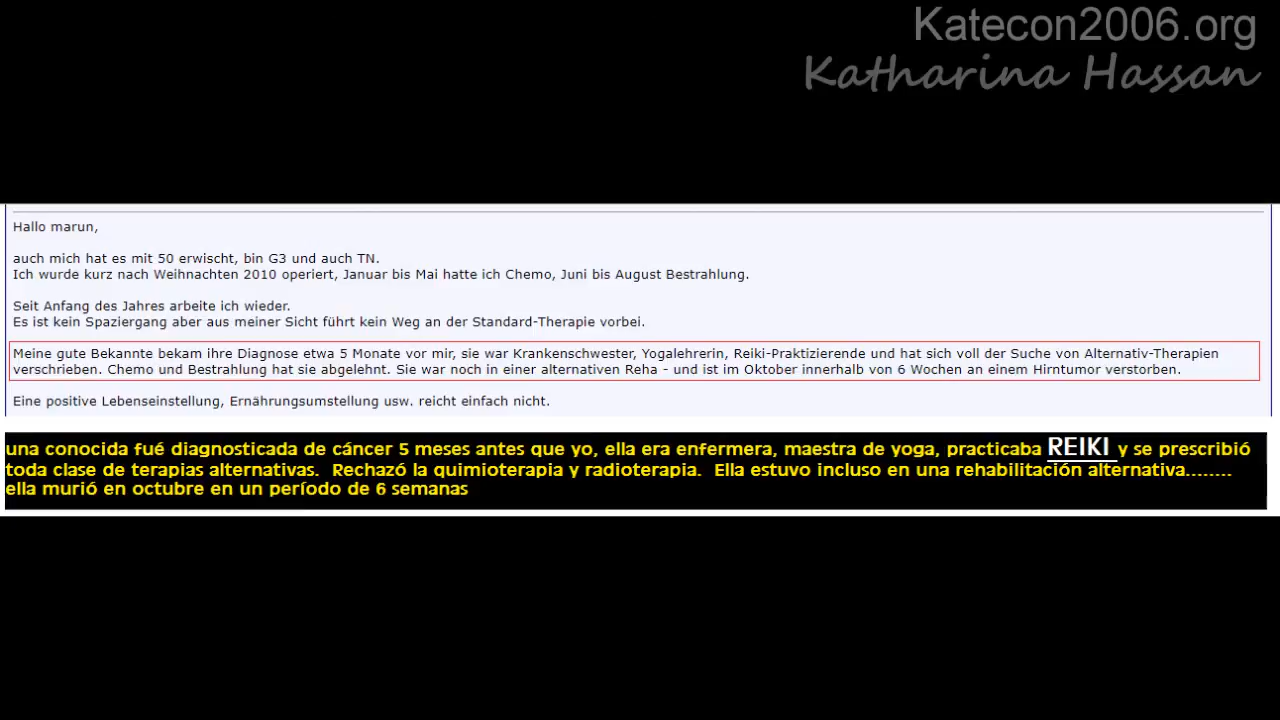 Katecon2006.org
Katharina Hassan
Hallo marun,
auch mich hat es mit 50 erwischt, bin G3 und auch TN.
Ich wurde kurz nach Weihnachten 2010 operiert, Januar bis Mai hatte ich Chemo, Juni bis August Bestrahlung.
Seit Anfang des Jahres arbeite ich wieder.
Es ist kein Spaziergang aber aus meiner Sicht führt kein Weg an der Standard-Therapie vorbei.
Meine gute Bekannte bekam ihre Diagnose etwa 5 Monate vor mir, sie war Krankenschwester, Yogalehrerin, Reiki-Praktizierende und hat sich voll der Suche von Alternativ-Therapien
verschrieben. Chemo und Bestrahlung hat sie abgelehnt. Sie war noch in einer alternativen Reha - und ist im Oktober innerhalb von 6 Wochen an einem Hirntumor verstorben.
Eine positive Lebenseinstellung, Ernährungsumstellung usw. reicht einfach nicht.
una conocida fué diagnosticada de cáncer 5 meses antes que yo, ella era enfermera, maestra de yoga, practicaba REIKI y se prescribió
toda clase de terapias alternativas. Rechazó la quimioterapia y radioterapia. Ella estuvo incluso en una rehabilitación alternativa........
ella murió en octubre en un período de 6 semanas